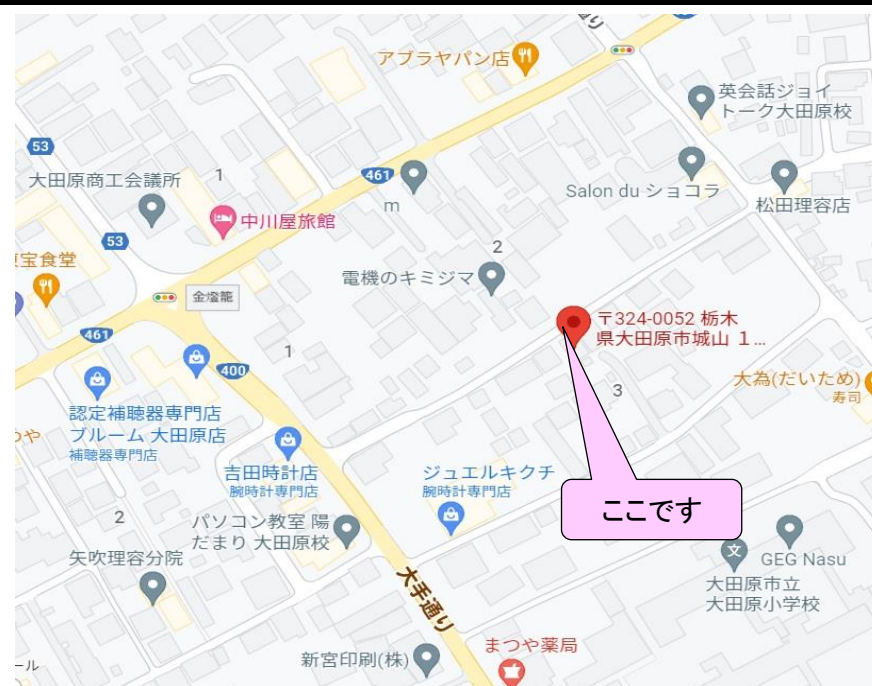 アブラヤパン店
英会話ジョイ
トーク大田原校
53
大田原商工会議所
1
461
m
Salon du ショコラ
松田理容店
中川屋旅館
2
53
宝食堂
電機のキミジマ
金燈籠
〒324-0052 栃木
県大田原市城山 1...
461
1
400
3
大為(だいため)
寿司
認定補聴器専門店
ブルーム 大田原店
補聴器専門店
吉田時計店
腕時計専門店
ジュエルキクチ
腕時計専門店
ここです
2
パソコン教室 陽
だまり 大田原校
矢吹理容分院
文
GEG Nasu
大田原市立
大田原小学校
大手通り
まつや薬局
新宮印刷(株)